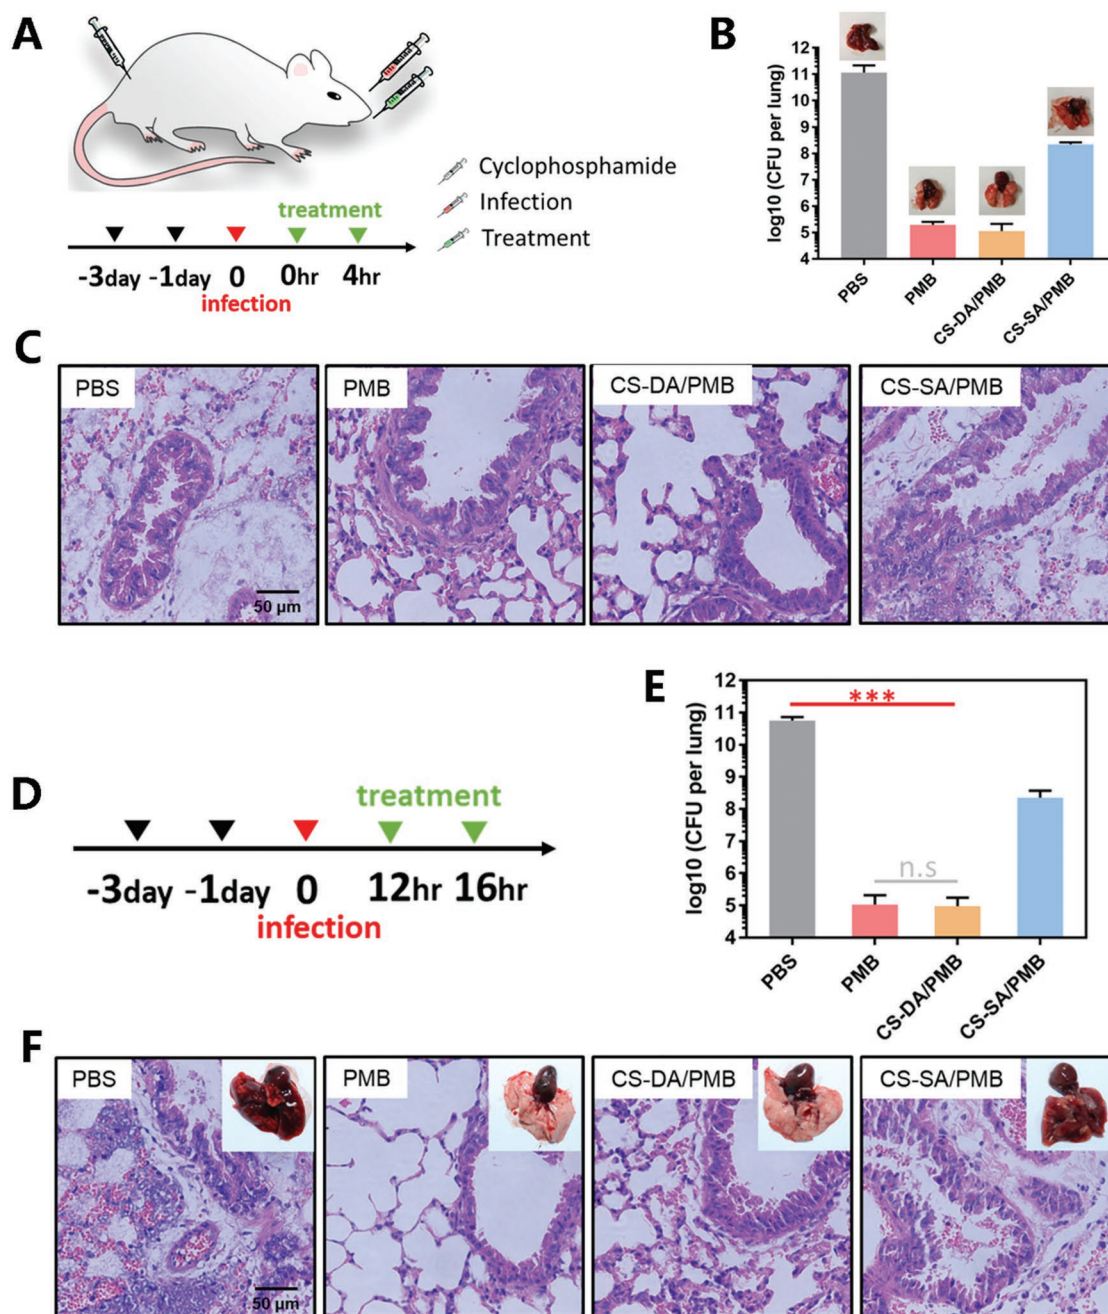 A
Cyclophosphamide
Infection
Treatment
treatment
-3day -1day 0 0hr 4hr
infection
B
log10 (CFU per lung)
12
11
10
9
8
7
6
5
4
PBS
PMB
CS-DA/PMB
CS-SA/PMB
C
PBS
PMB
CS-DA/PMB
CS-SA/PMB
50 µm
D
treatment
-3day -1day 0 12hr 16hr
infection
E
log10 (CFU per lung)
12
11
10
9
8
7
6
5
4
***
n.s
PBS
PMB
CS-DA/PMB
CS-SA/PMB
F
PBS
PMB
CS-DA/PMB
CS-SA/PMB
50 µm